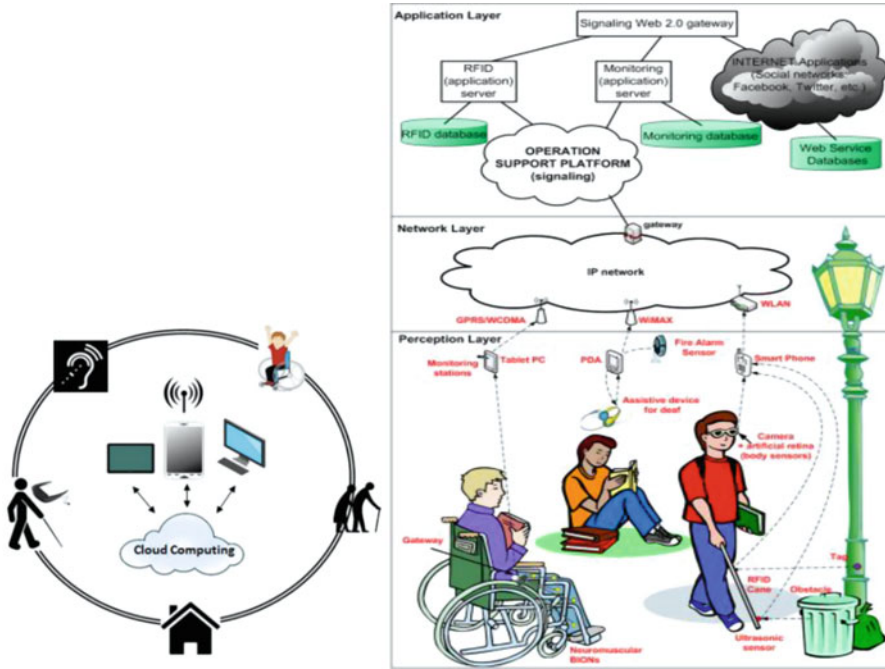 Cloud Computing
Application Layer
Signaling Web 2.0 gateway
RFID
(application)
server
Monitoring
(application)
server
INTERNET Applications
(Social networks:
Facebook, Twitter, etc.)
RFID database
Monitoring database
Web Service
Databases
OPERATION
SUPPORT PLATFORM
(signaling)
Network Layer
gateway
IP network
GPRS/WCDMA
WiMAX
WLAN
Perception Layer
Monitoring
stations
Tablet PC
PDA
Fire Alarm
Sensor
Smart Phone
Assistive device
for deaf
Camera
+ artificial retina
(body sensors)
Gateway
Tag
RFID
Cane
Obstacle
Ultrasonic
sensor
Neuromuscular
BIONs